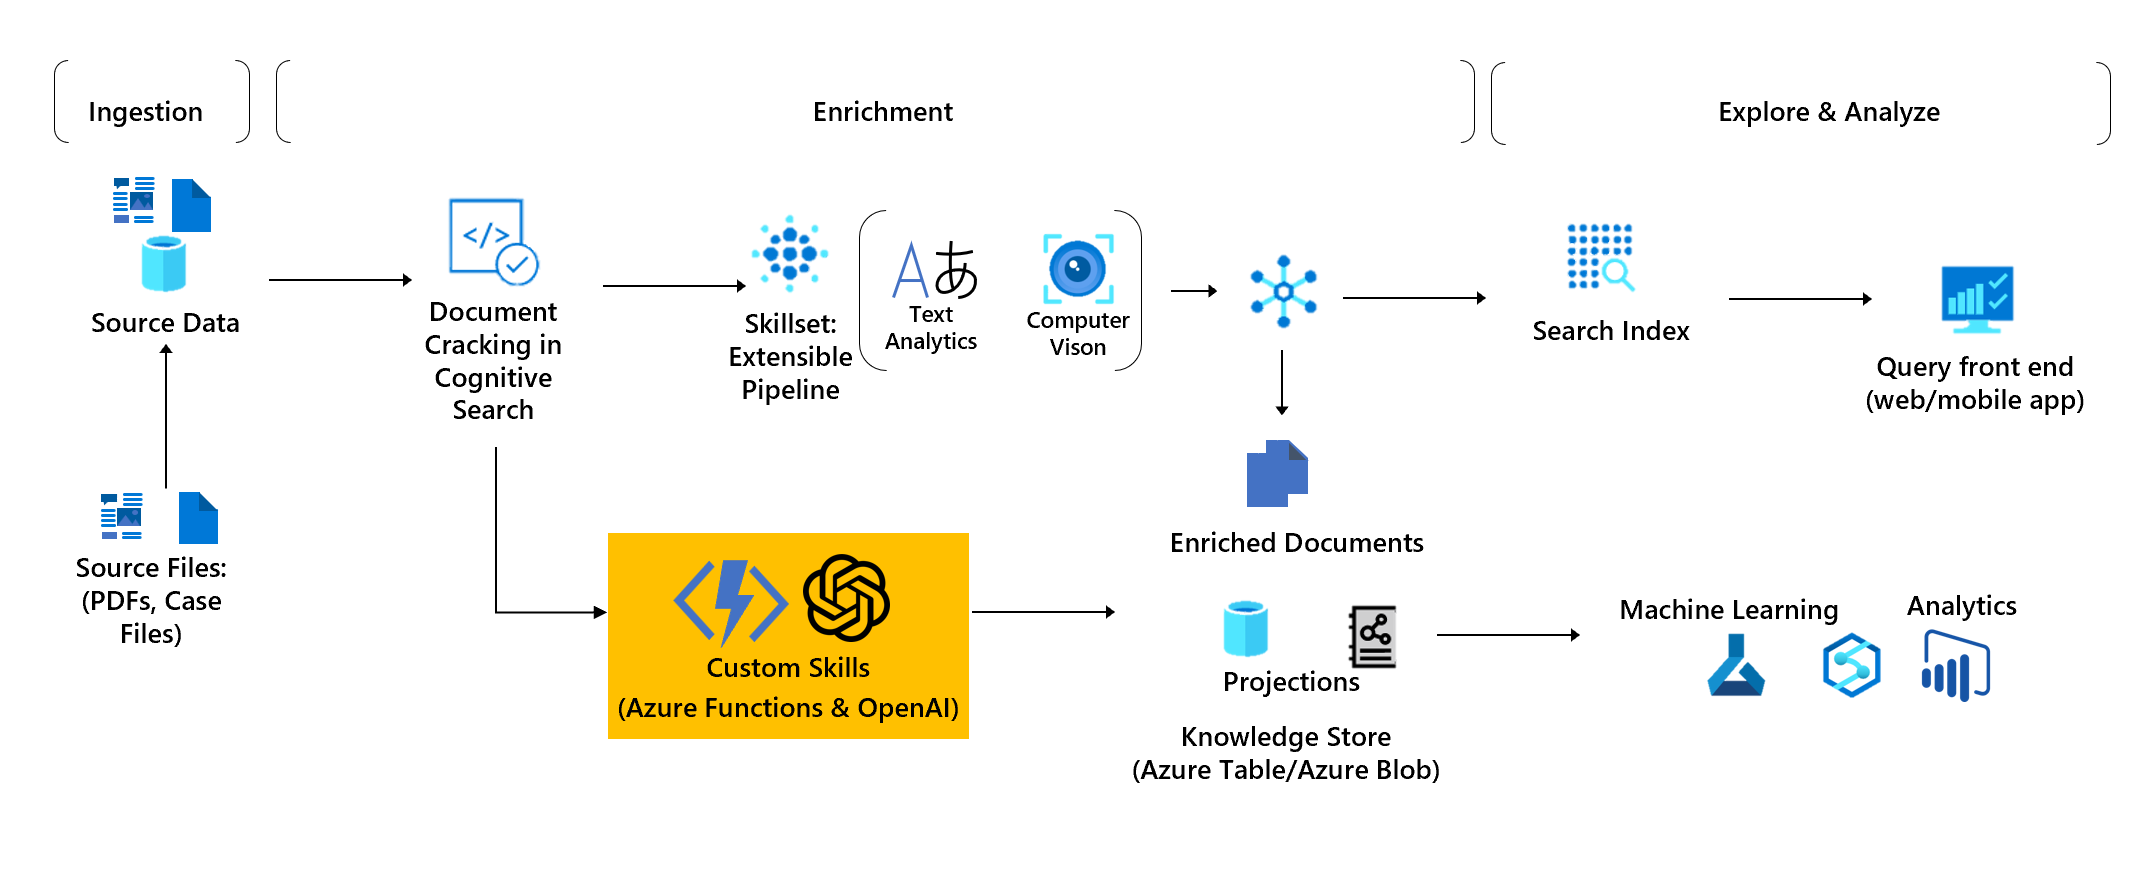 Ingestion
Enrichment
Explore & Analyze
Source Data
Document
Cracking in
Cognitive
Search
Skillset:
Extensible
Pipeline
</>
Aあ
Text
Analytics
Computer
Vison
Search Index
Query front end
(web/mobile app)
Source Files:
(PDFs, Case
Files)
Custom Skills
(Azure Functions & OpenAI)
Enriched Documents
Projections
Knowledge Store
(Azure Table/Azure Blob)
Machine Learning
Analytics